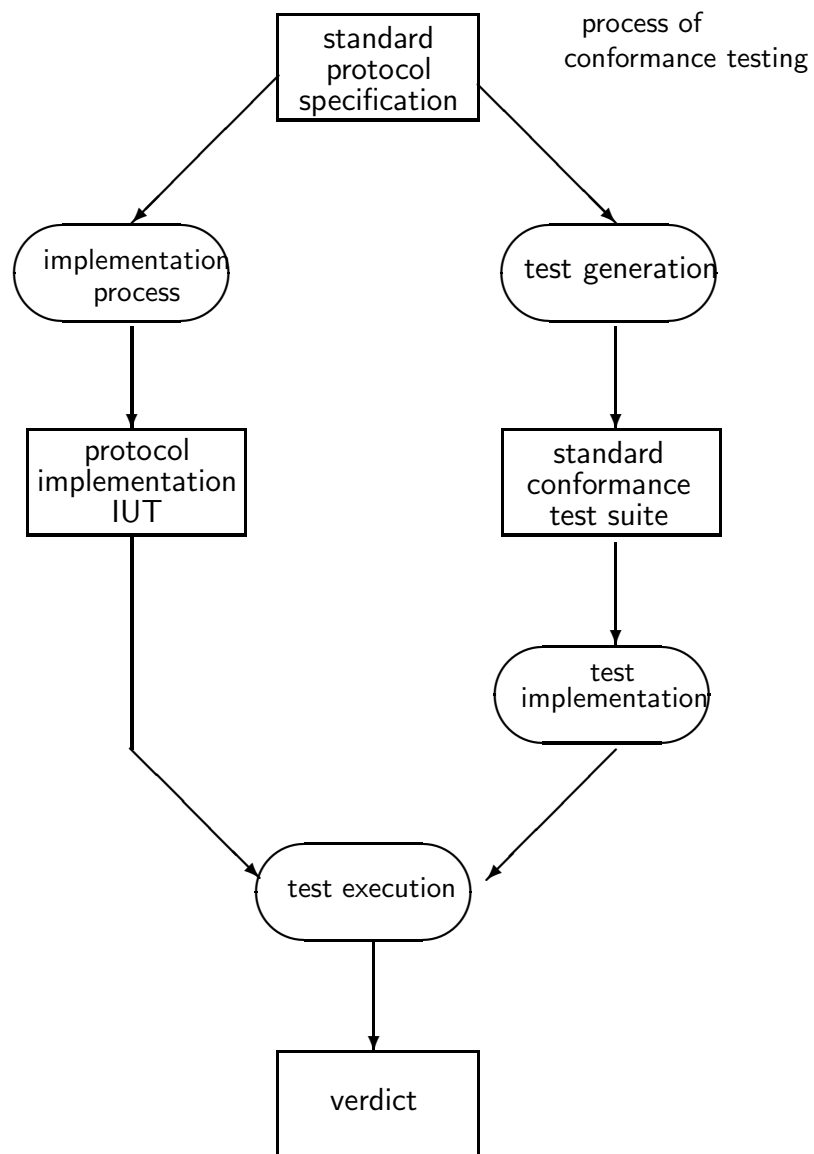 process of
conformance testing
standard
protocol
specification
implementation
process
test generation
protocol
implementation
IUT
standard
conformance
test suite
test
implementation
test execution
verdict